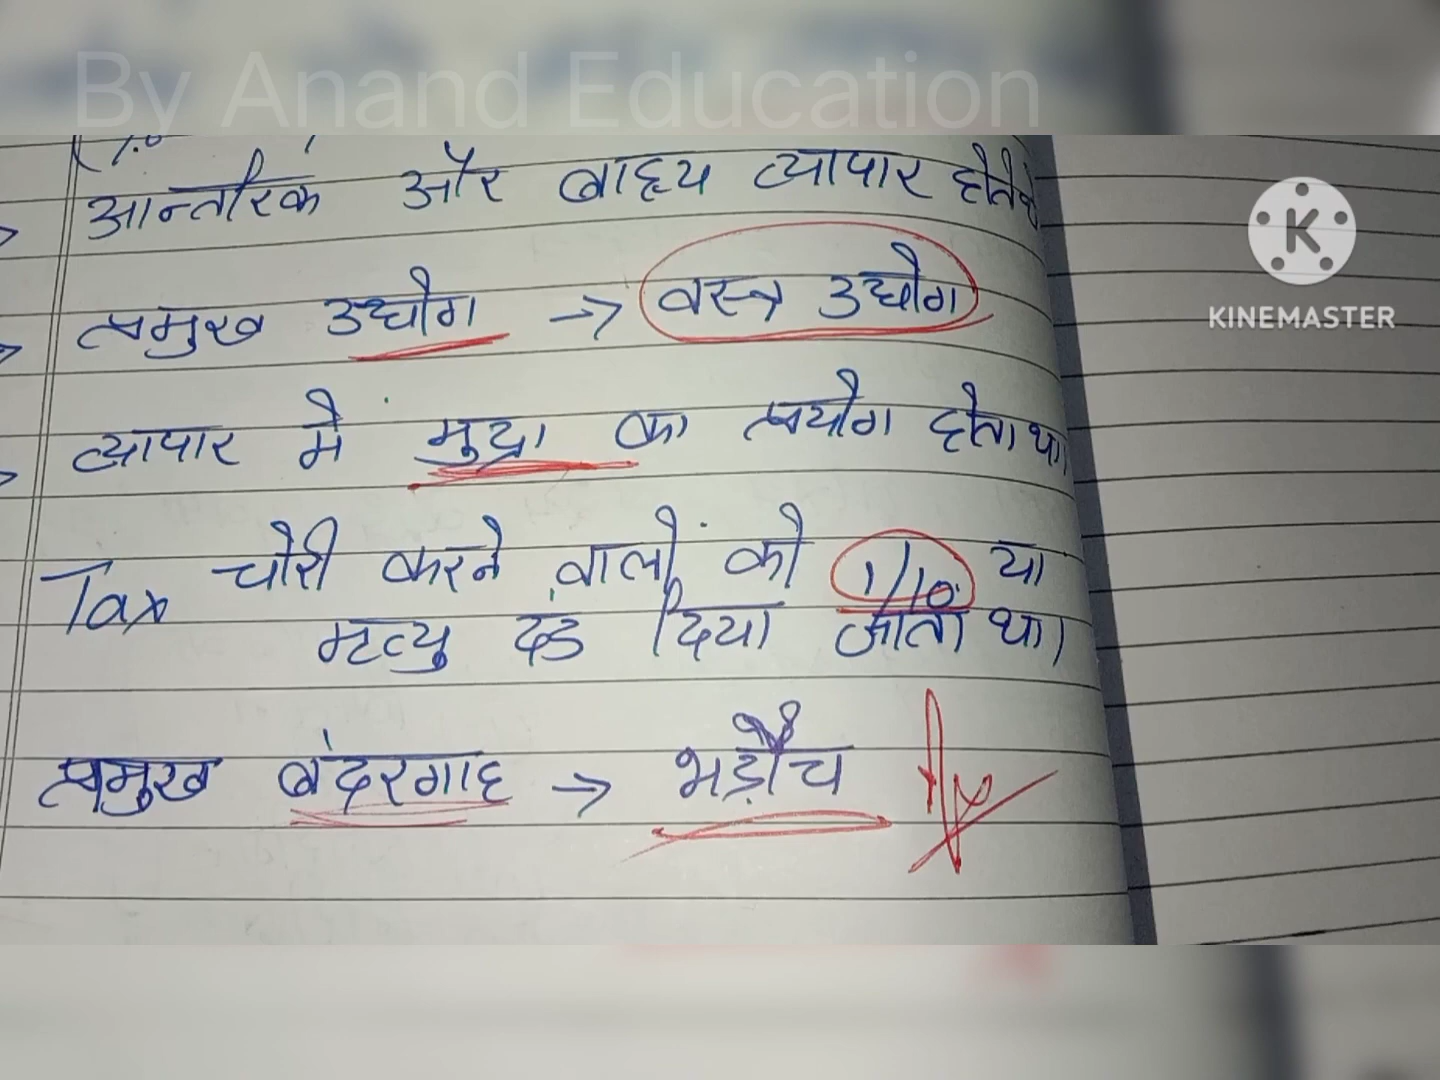 By Anand Education
आन्तरिक और बाह्य व्यापार होते थे
प्रमुख उद्योग → वस्त्र उद्योग
व्यापार मे मुद्रा का प्रयोग होता था।
Tax चोरी करने वालों को 1/10 या
मृत्यु दंड दिया जाता था।
प्रमुख बंदरगाह → भड़ौच
K
KINEMASTER